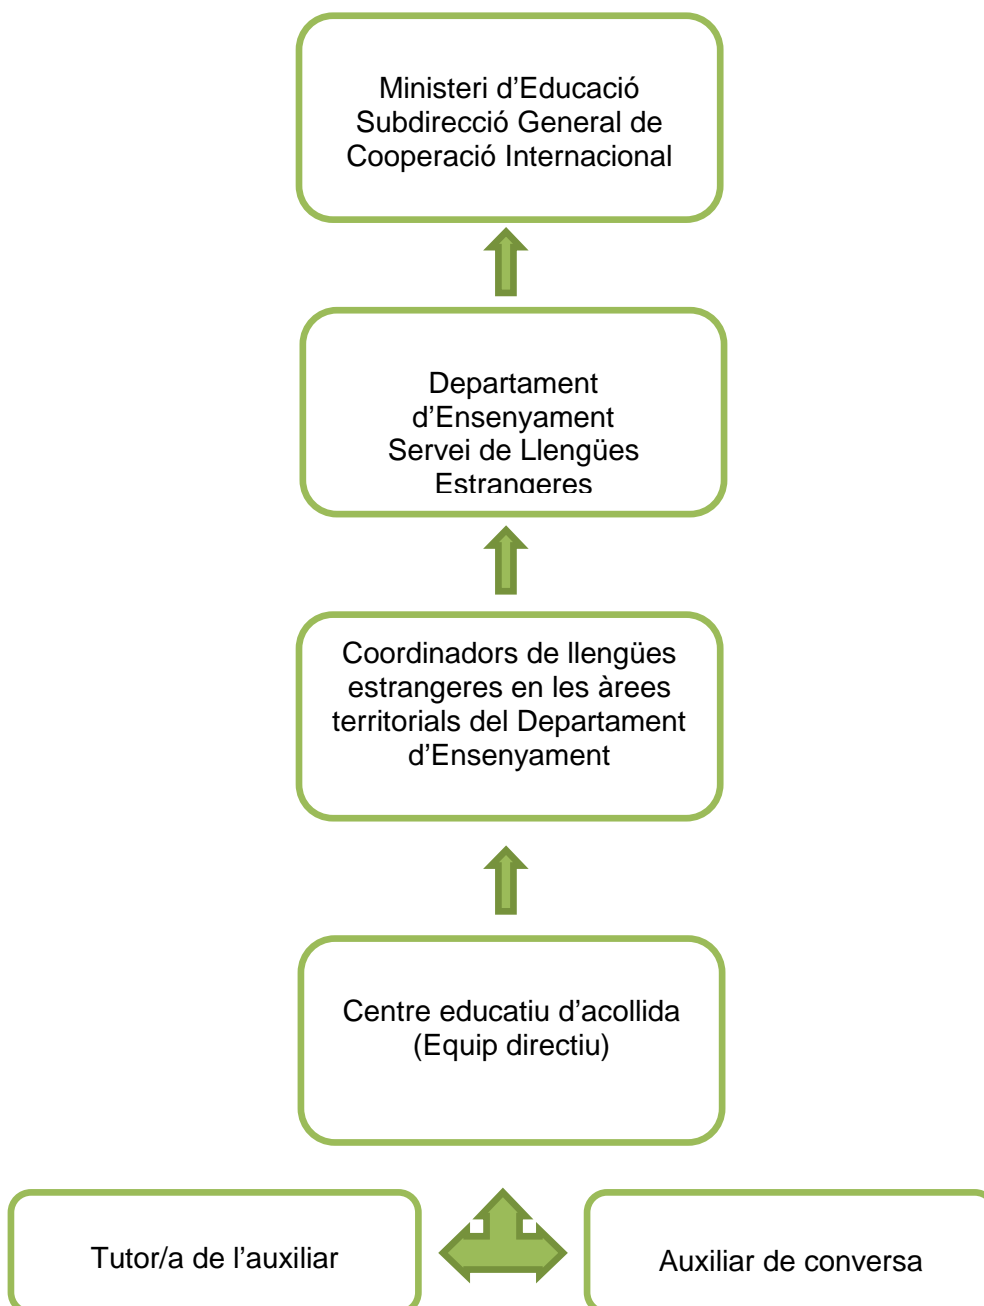 Ministeri d’Educació
Subdirecció General de
Cooperació Internacional
Departament
d’Ensenyament
Servei de Llengües
Estrangeres
Coordinadors de llengües
estrangeres en les àrees
territorials del Departament
d’Ensenyament
Centre educatiu d’acollida
(Equip directiu)
Tutor/a de l’auxiliar
Auxiliar de conversa